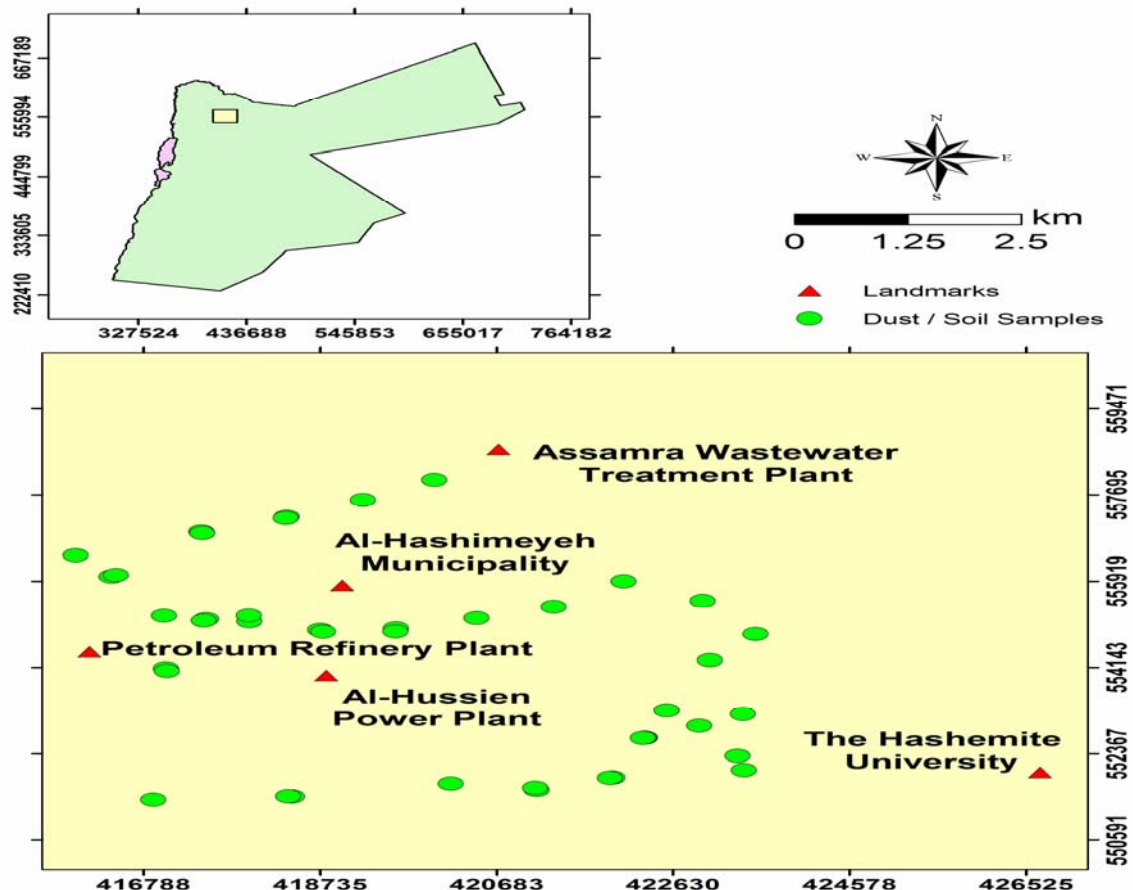 667189
555994
444799
333605
222410
327524
436688
545853
655017
764182
N
W
E
S
km
0
1.25
2.5
Landmarks
Dust / Soil Samples
Assamra Wastewater
Treatment Plant
Al-Hashimeyeh
Municipality
Petroleum Refinery Plant
Al-Hussien
Power Plant
The Hashemite
University
559471
557695
555919
554143
552367
550591
416788
418735
420683
422630
424578
426525